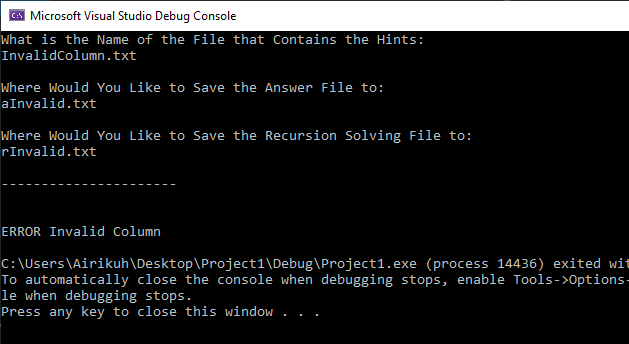 Microsoft Visual Studio Debug Console
What is the Name of the File that Contains the Hints:
InvalidColumn.txt
Where Would You Like to Save the Answer File to:
aInvalid.txt
Where Would You Like to Save the Recursion Solving File to:
rInvalid.txt
----------------------
ERROR Invalid Column
C:\Users\Airikuh\Desktop\Project1\Debug\Project1.exe (process 14436) exited
To automatically close the console when debugging stops, enable Tools->Options-
le when debugging stops.
Press any key to close this window . . .